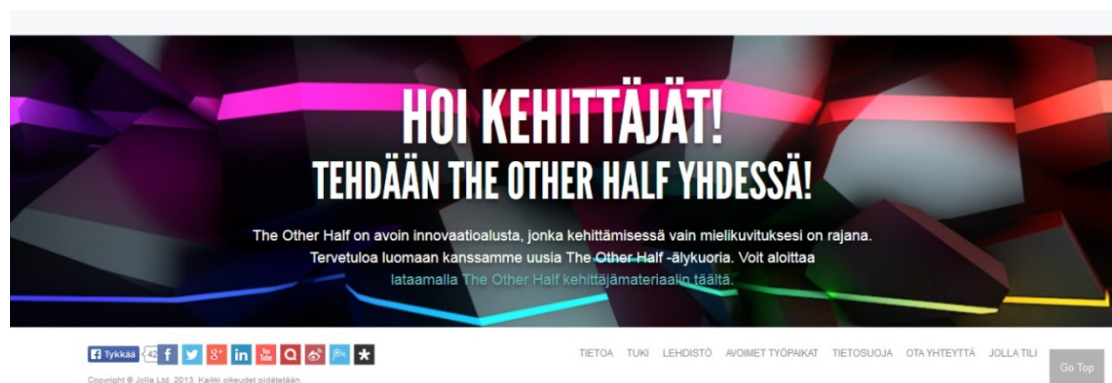 HOI KEHITTÄJÄT!
TEHDÄÄN THE OTHER HALF YHDESSÄ!
The Other Half on avoin innovaatioalusta, jonka kehittämisessä vain mielikuvituksesi on rajana.
Tervetuloa luomaan kanssamme uusia The Other Half -älykuoria. Voit aloittaa
lataamalla The Other Half kehittäjämateriaalin täältä.
Tykkää
TIETOA TUKI LEHDISTÖ AVOIMET TYÖPAIKAT TIETOSUOJA OTA YHTEYTTÄ JOLLA TILI
Go Top
Copyright © Jolla Ltd. 2013. Kaikki oikeudet pidätetään.